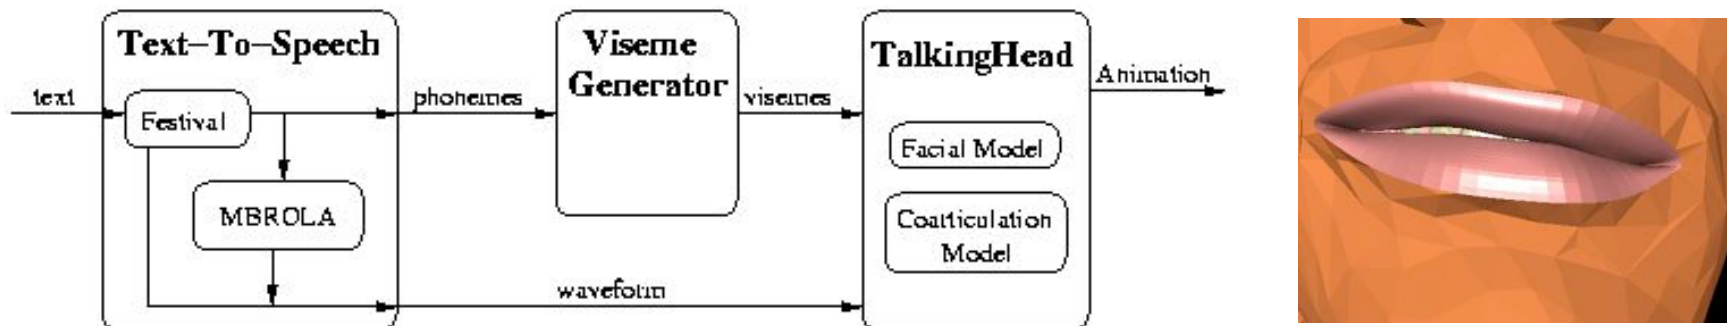 Text-To-Speech
text
Festival
MBROLA
phonemes
Viseme
Generator
visemes
waveform
TalkingHead
Facial Model
Coarticulation
Model
Animation